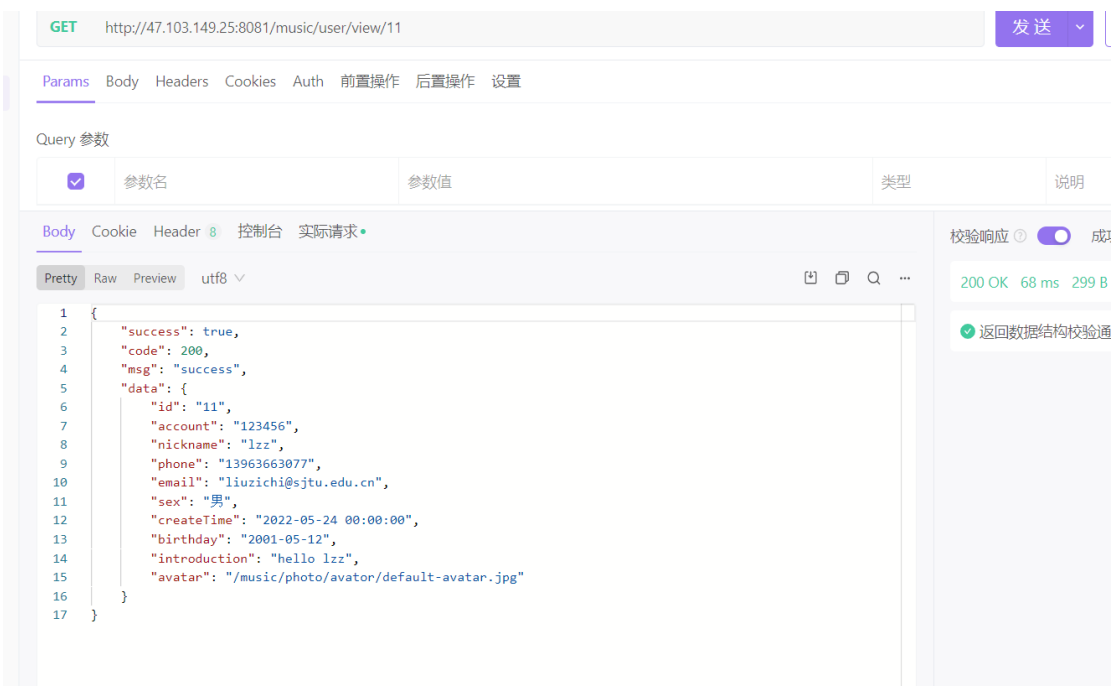 GET http://47.103.149.25:8081/music/user/view/11 发送
Params Body Headers Cookies Auth 前置操作 后置操作 设置
Query 参数
参数名 参数值 类型 说明
Body Cookie Header 8 控制台 实际请求 校验响应 成功
Pretty Raw Preview utf8
200 OK 68 ms 299 B
1 {
2 "success": true,
返回数据结构校验通
3 "code": 200,
4 "msg": "success",
5 "data": {
6 "id": "11",
7 "account": "123456",
8 "nickname": "lzz",
9 "phone": "13963663077",
10 "email": "liuzichi@sjtu.edu.cn",
11 "sex": "男",
12 "createTime": "2022-05-24 00:00:00",
13 "birthday": "2001-05-12",
14 "introduction": "hello lzz",
15 "avatar": "/music/photo/avator/default-avatar.jpg"
16 }
17 }